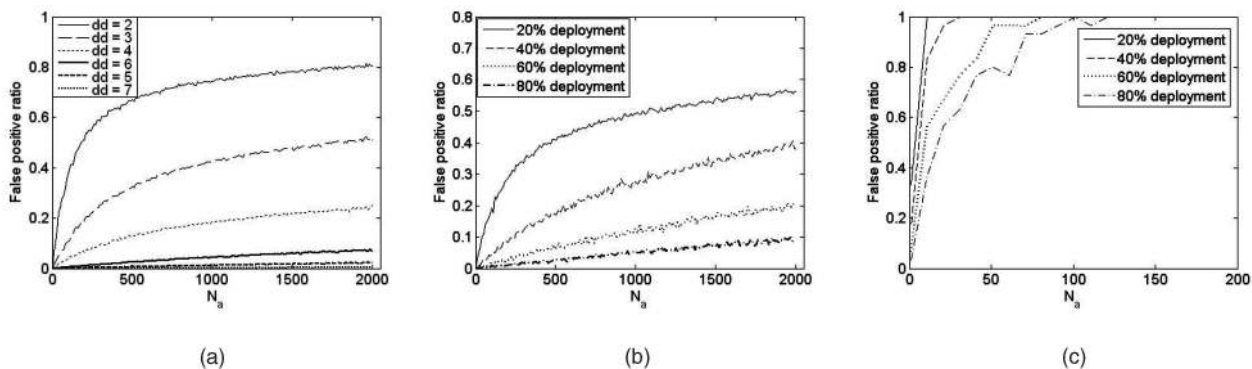 1
0.8
0.6
0.4
0.2
0
False positive ratio
dd = 2
dd = 3
dd = 4
dd = 6
dd = 5
dd = 7
0 500 1000 1500 2000
Na
(a)
0.8
0.7
0.6
0.5
0.4
0.3
0.2
0.1
0
False positive ratio
20% deployment
40% deployment
60% deployment
80% deployment
0 500 1000 1500 2000
Na
(b)
1
0.8
0.6
0.4
0.2
0
False positive ratio
20% deployment
40% deployment
60% deployment
80% deployment
0 50 100 150 200
Na
(c)